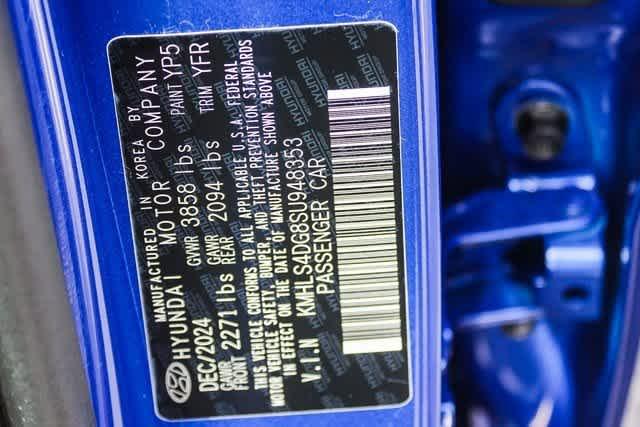 MANUFACTURED IN KOREA BY
HYUNDAI MOTOR COMPANY
DEC/2024 GVWR 3858 lbs PAINT YP5
GAWR FRONT 2271 lbs GAWR REAR 2094 lbs TRIM YFR
THIS VEHICLE CONFORMS TO ALL APPLICABLE U.S.A. FEDERAL
MOTOR VEHICLE SAFETY, BUMPER, AND THEFT PREVENTION STANDARDS
IN EFFECT ON THE DATE OF MANUFACTURE SHOWN ABOVE
V.I.N KMHLS4DG8SU948353
PASSENGER CAR